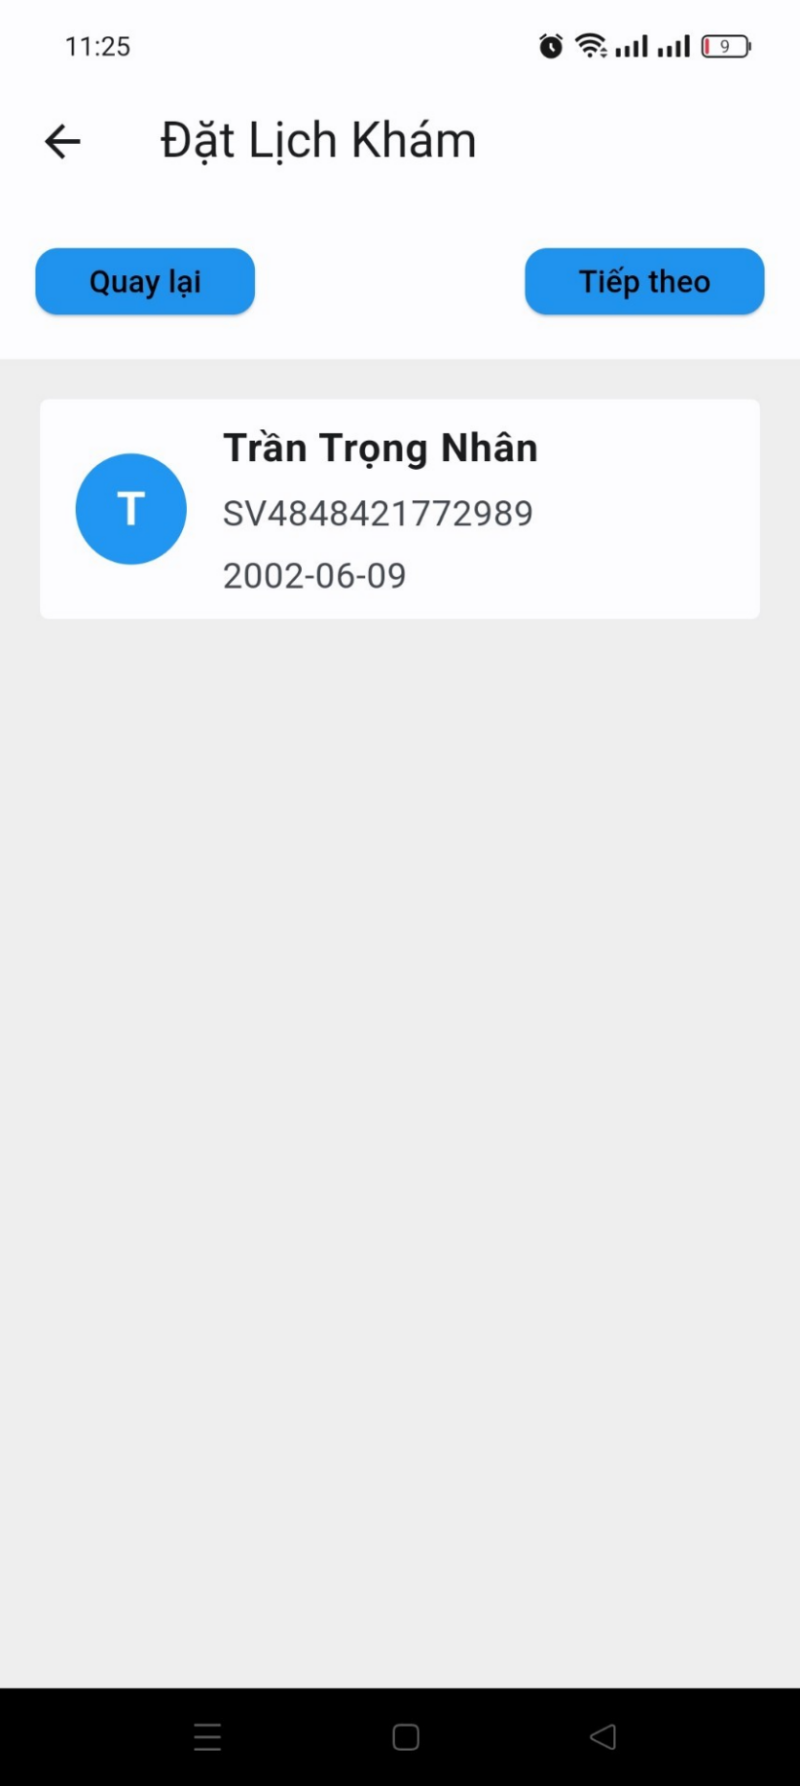 11:25
9
Đặt Lịch Khám
Quay lại
Tiếp theo
T
Trần Trọng Nhân
SV4848421772989
2002-06-09